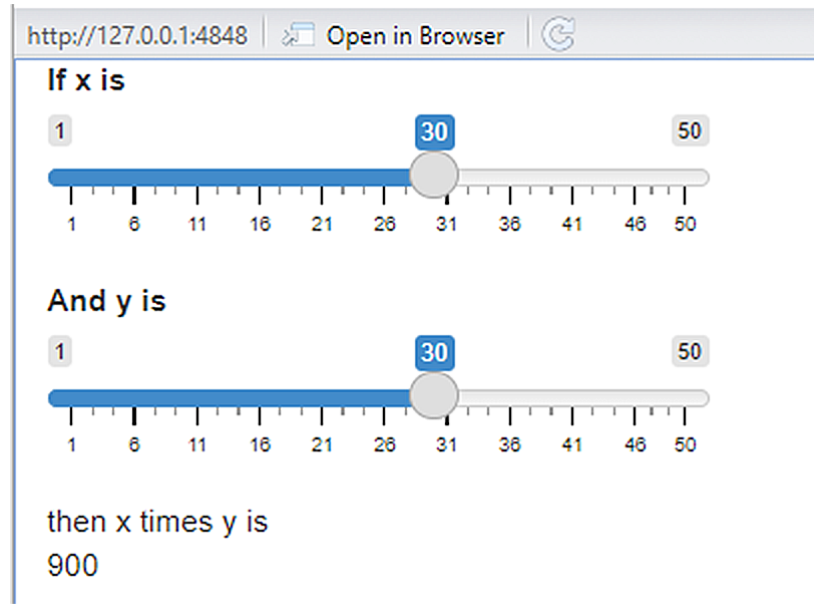 http://127.0.0.1:4848 Open in Browser
If x is
1 30 50
1 6 11 16 21 26 31 36 41 46 50
And y is
1 30 50
1 6 11 16 21 26 31 36 41 46 50
then x times y is
900